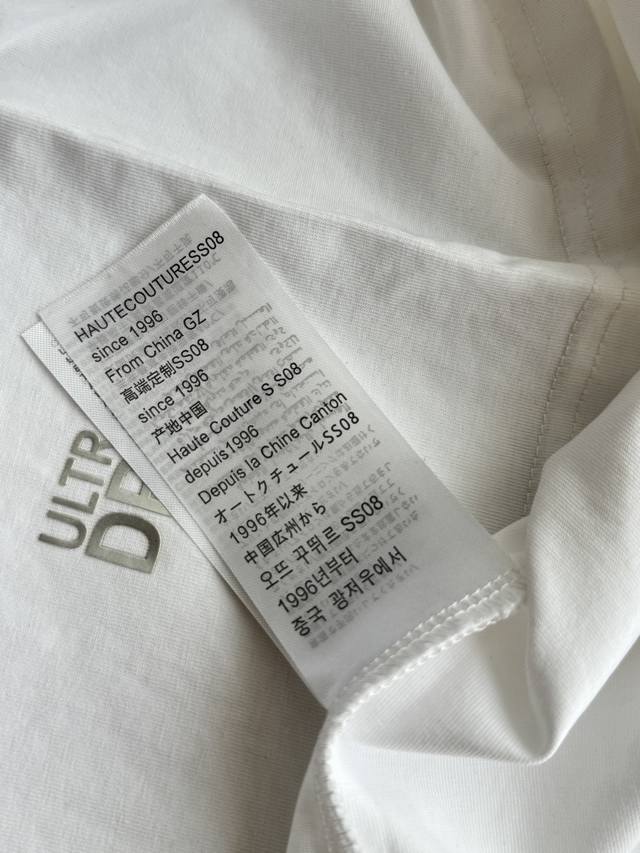 HAUTECOUTURESS08
since 1996
From China GZ
高端定制SS08
since 1996
产地中国
Haute Couture S S08
depuis1996
Depuis la Chine Canton
オートクチュールSS08
1996年以来
中国広州から
오뜨 꾸뛰르 SS08
1996년부터
중국 광저우에서
ULTR
DE